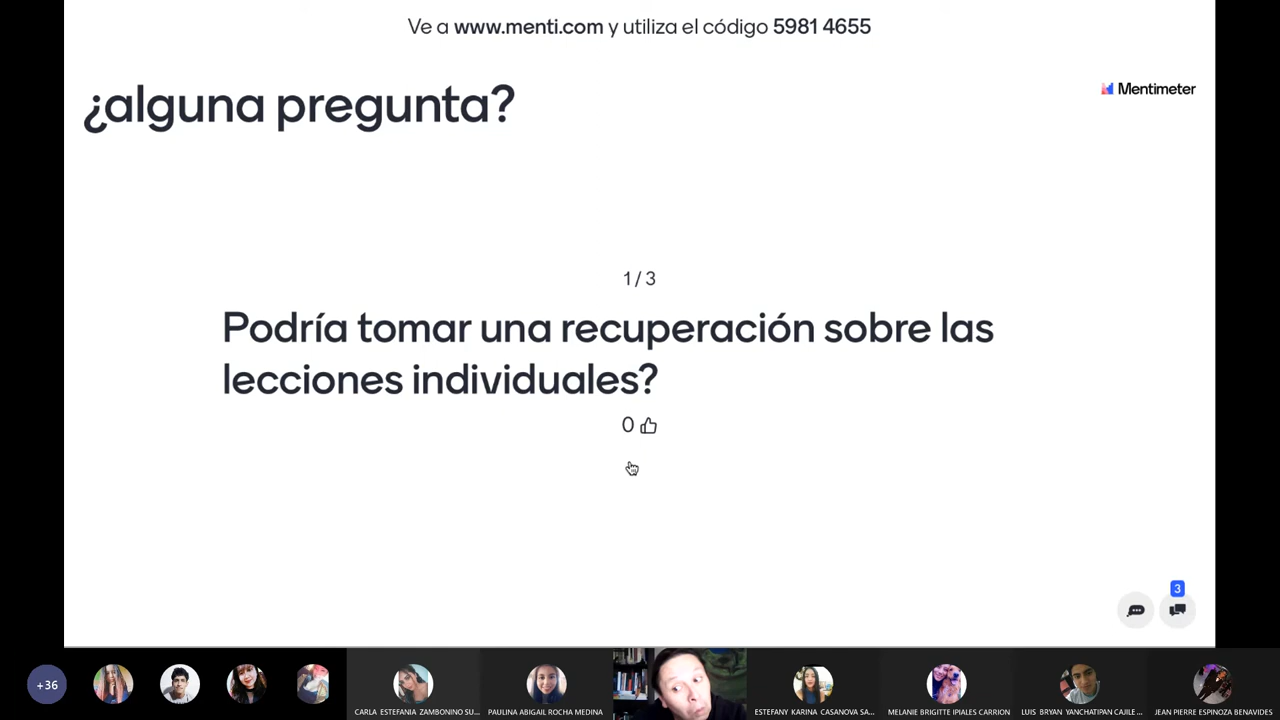 Ve a www.menti.com y utiliza el código 5981 4655
¿alguna pregunta?
Mentimeter
1 / 3
Podría tomar una recuperación sobre las
lecciones individuales?
0
3
+36
CARLA ESTEFANIA ZAMBONINO SU...
PAULINA ABIGAIL ROCHA MEDINA
ESTEFANY KARINA CASANOVA SA...
MELANIE BRIGITTE IPIALES CARRION
LUIS BRYAN YANCHATIPAN CAJILE ...
JEAN PIERRE ESPINOZA BENAVIDES